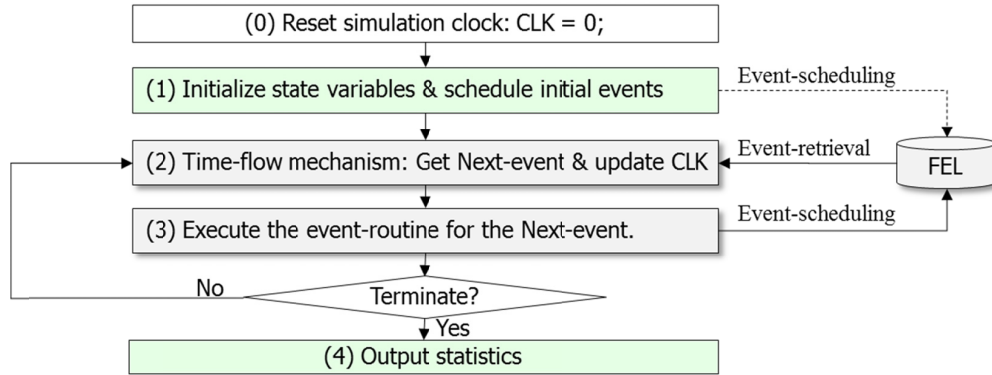 (0) Reset simulation clock: CLK = 0;
(1) Initialize state variables & schedule initial events
Event-scheduling
(2) Time-flow mechanism: Get Next-event & update CLK
Event-retrieval
FEL
(3) Execute the event-routine for the Next-event.
Event-scheduling
Terminate?
No
Yes
(4) Output statistics